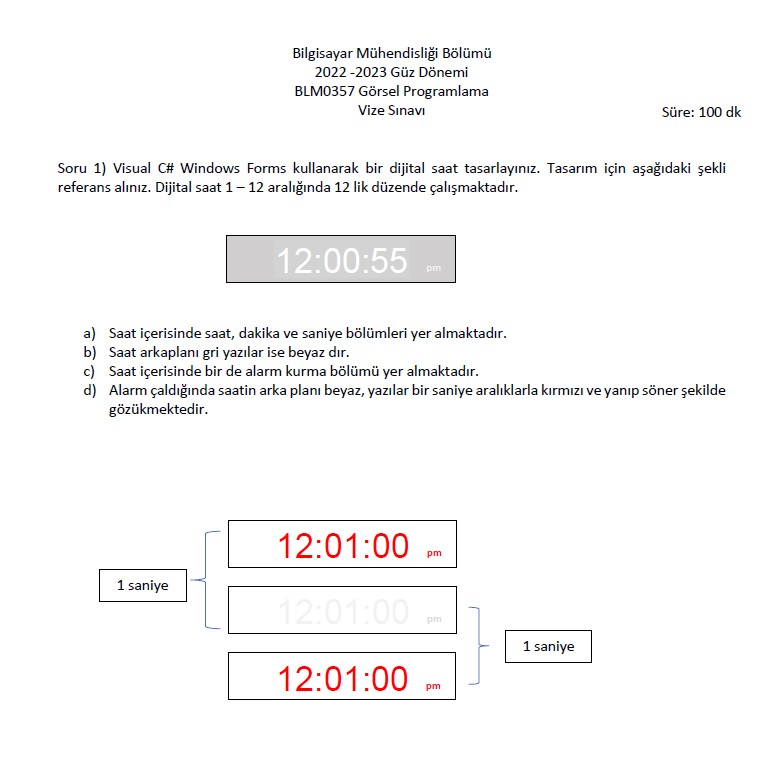 Bilgisayar Mühendisliği Bölümü
2022 -2023 Güz Dönemi
BLM0357 Görsel Programlama
Vize Sınavı
Süre: 100 dk
Soru 1) Visual C# Windows Forms kullanarak bir dijital saat tasarlayınız. Tasarım için aşağıdaki şekli
referans alınız. Dijital saat 1 – 12 aralığında 12 lik düzende çalışmaktadır.
12:00:55 pm
a) Saat içerisinde saat, dakika ve saniye bölümleri yer almaktadır.
b) Saat arkaplanı gri yazılar ise beyaz dır.
c) Saat içerisinde bir de alarm kurma bölümü yer almaktadır.
d) Alarm çaldığında saatin arka planı beyaz, yazılar bir saniye aralıklarla kırmızı ve yanıp söner şekilde
gözükmektedir.
12:01:00 pm
1 saniye
12:01:00 pm
1 saniye
12:01:00 pm